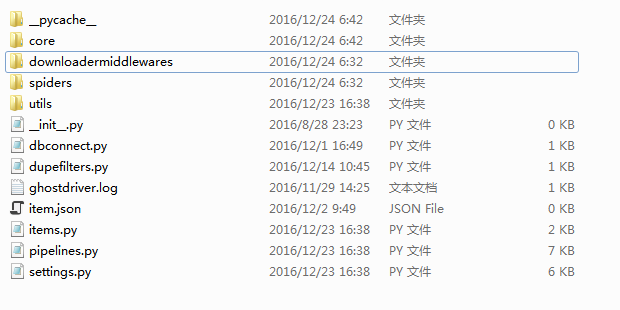 __pycache__ 2016/12/24 6:42 文件夹
core 2016/12/24 6:42 文件夹
downloadermiddlewares 2016/12/24 6:32 文件夹
spiders 2016/12/24 6:32 文件夹
utils 2016/12/23 16:38 文件夹
__init__.py 2016/8/28 23:23 PY 文件 0 KB
dbconnect.py 2016/12/1 16:49 PY 文件 1 KB
dupefilters.py 2016/12/14 10:45 PY 文件 1 KB
ghostdriver.log 2016/11/29 14:25 文本文档 1 KB
item.json 2016/12/2 9:49 JSON File 0 KB
items.py 2016/12/23 16:38 PY 文件 2 KB
pipelines.py 2016/12/23 16:38 PY 文件 7 KB
settings.py 2016/12/23 16:38 PY 文件 6 KB